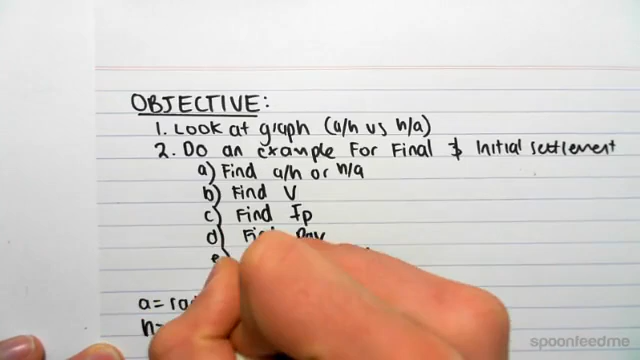 OBJECTIVE:
1. Look at graph (a/h vs h/a)
2. Do an example For Final & Initial settlement
a) Find a/h or h/a
b) Find V
c) Find Ip
d)
a=
h=
spoonfeedme